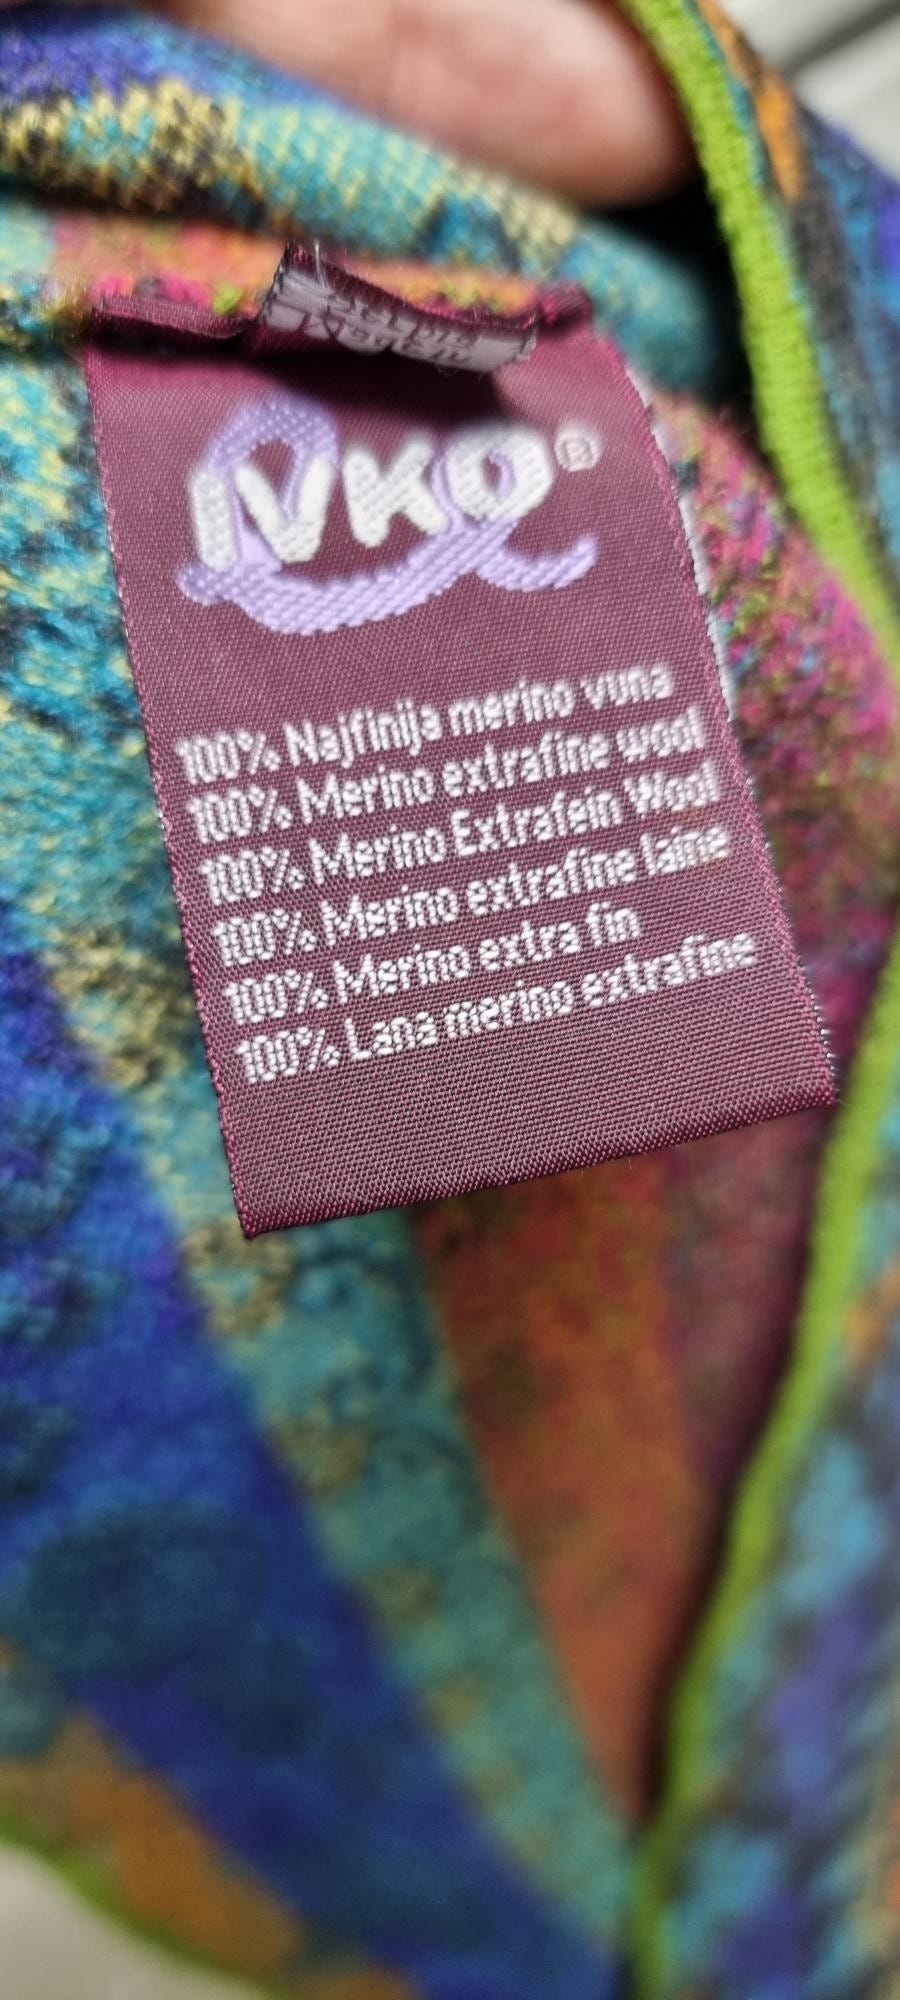 IVKO®
100% Najfinija merino vuna
100% Merino extrafine wool
100% Merino Extrafein Wool
100% Merino extrafine laine
100% Merino extra fin
100% Lana merino extrafine